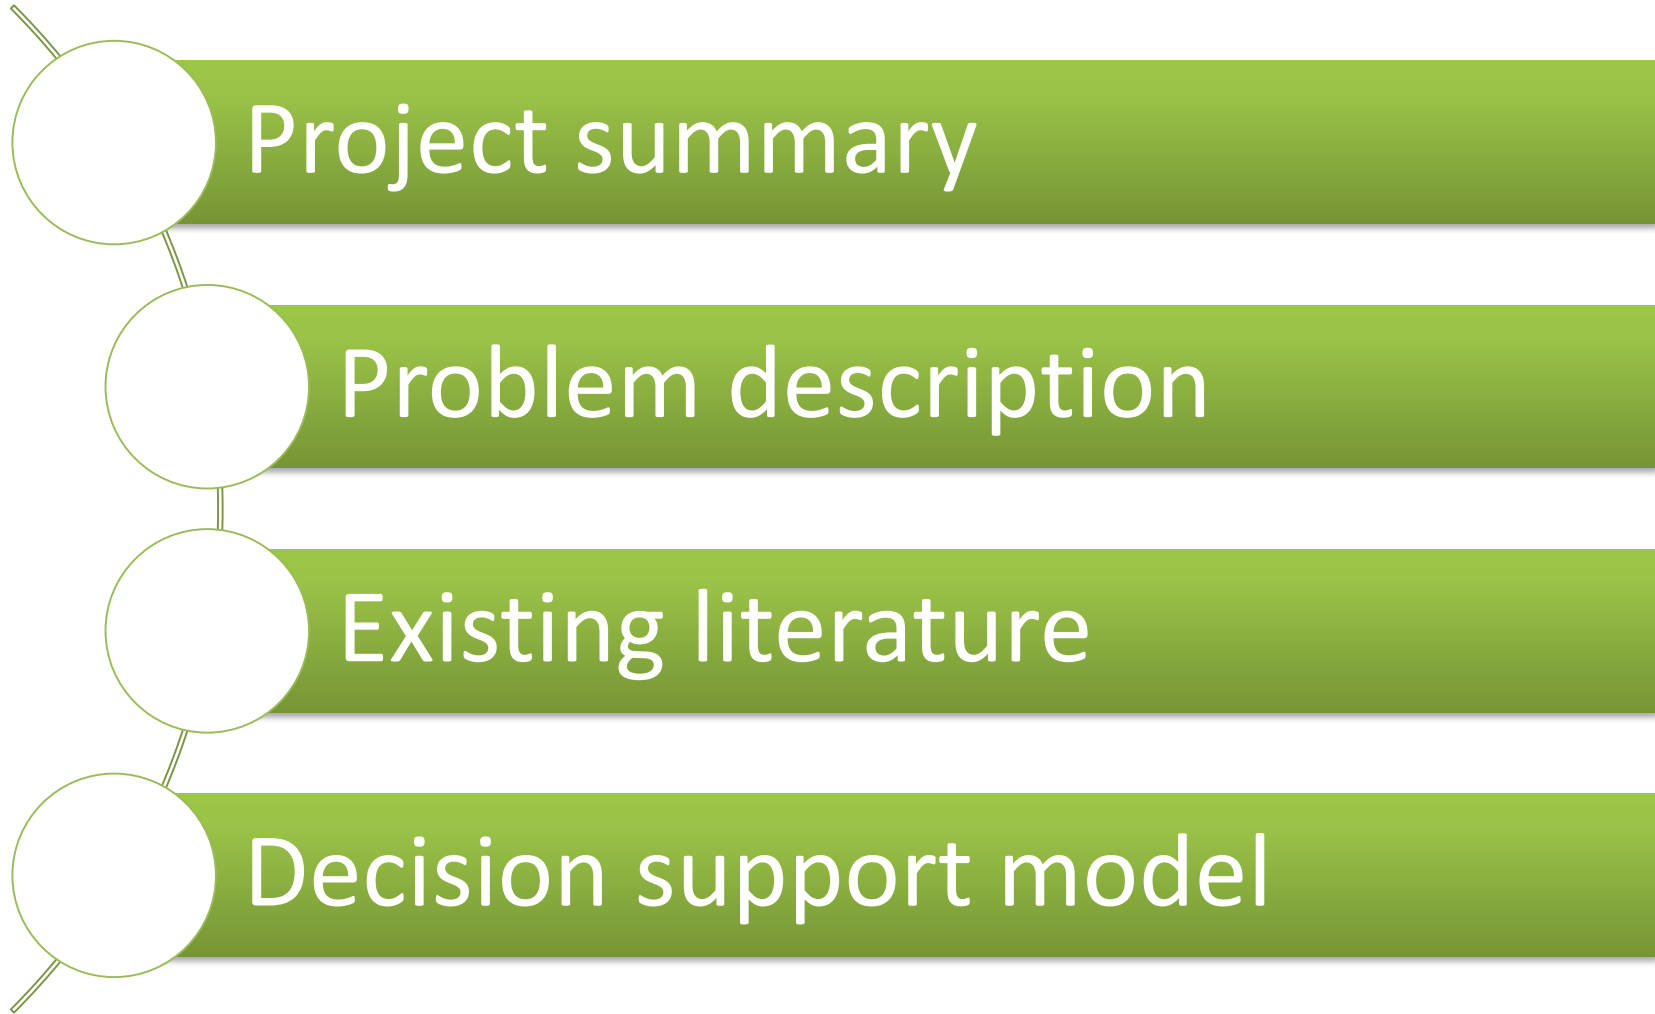 Project summary
Problem description
Existing literature
Decision support model